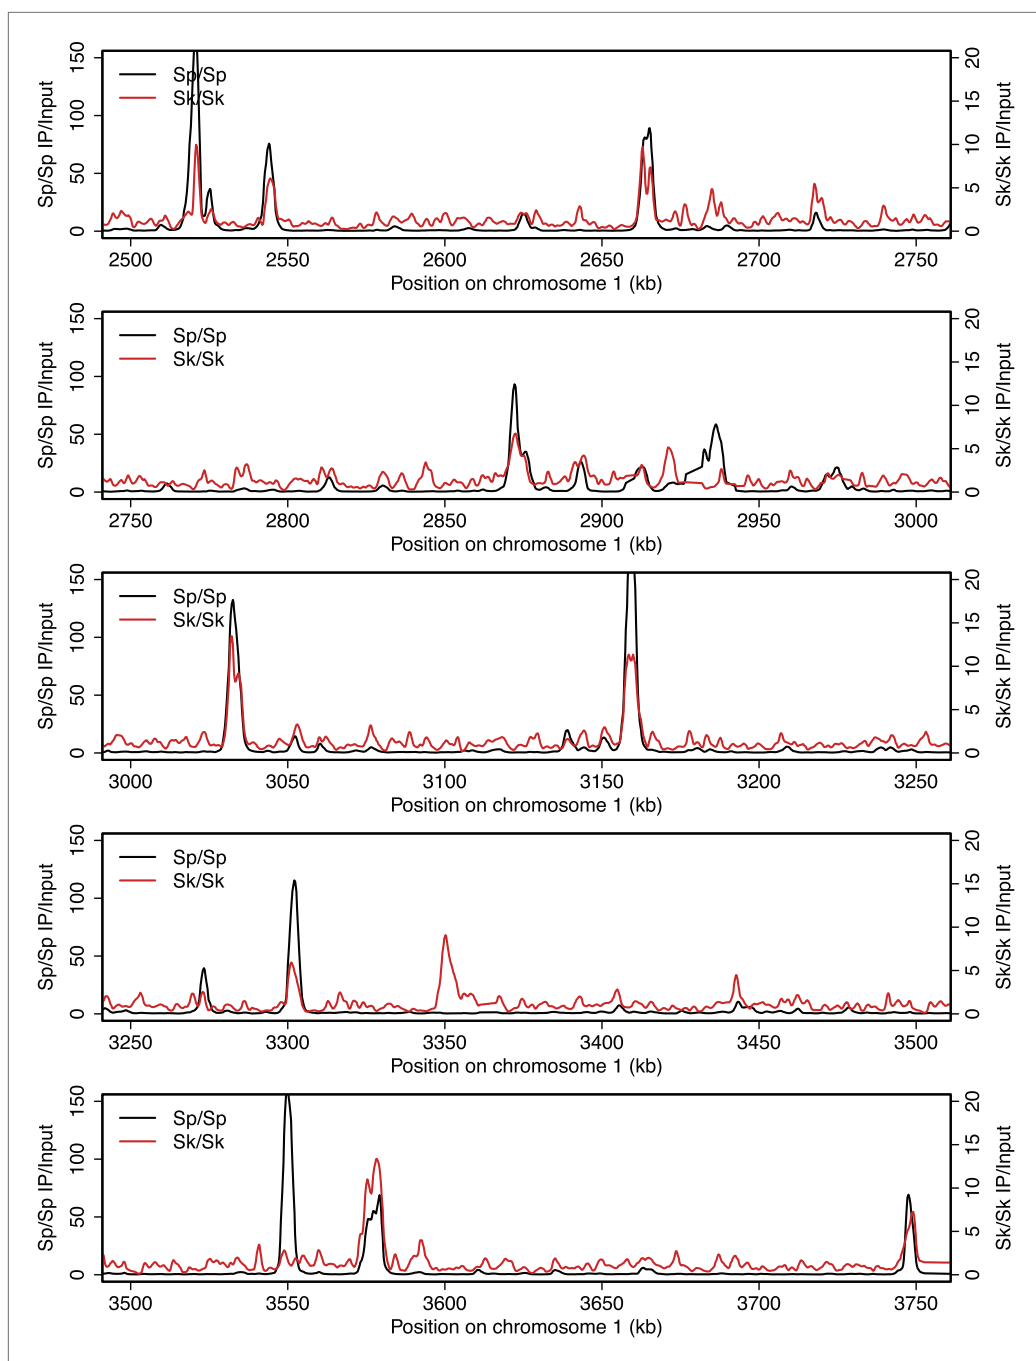 Sp/Sp
Sk/Sk
Sp/Sp IP/Input
0 50 100 150
Sk/Sk IP/Input
0 5 10 15 20
2500 2550 2600 2650 2700 2750
Position on chromosome 1 (kb)
Sp/Sp
Sk/Sk
Sp/Sp IP/Input
0 50 100 150
Sk/Sk IP/Input
0 5 10 15 20
2750 2800 2850 2900 2950 3000
Position on chromosome 1 (kb)
Sp/Sp
Sk/Sk
Sp/Sp IP/Input
0 50 100 150
Sk/Sk IP/Input
0 5 10 15 20
3000 3050 3100 3150 3200 3250
Position on chromosome 1 (kb)
Sp/Sp
Sk/Sk
Sp/Sp IP/Input
0 50 100 150
Sk/Sk IP/Input
0 5 10 15 20
3250 3300 3350 3400 3450 3500
Position on chromosome 1 (kb)
Sp/Sp
Sk/Sk
Sp/Sp IP/Input
0 50 100 150
Sk/Sk IP/Input
0 5 10 15 20
3500 3550 3600 3650 3700 3750
Position on chromosome 1 (kb)